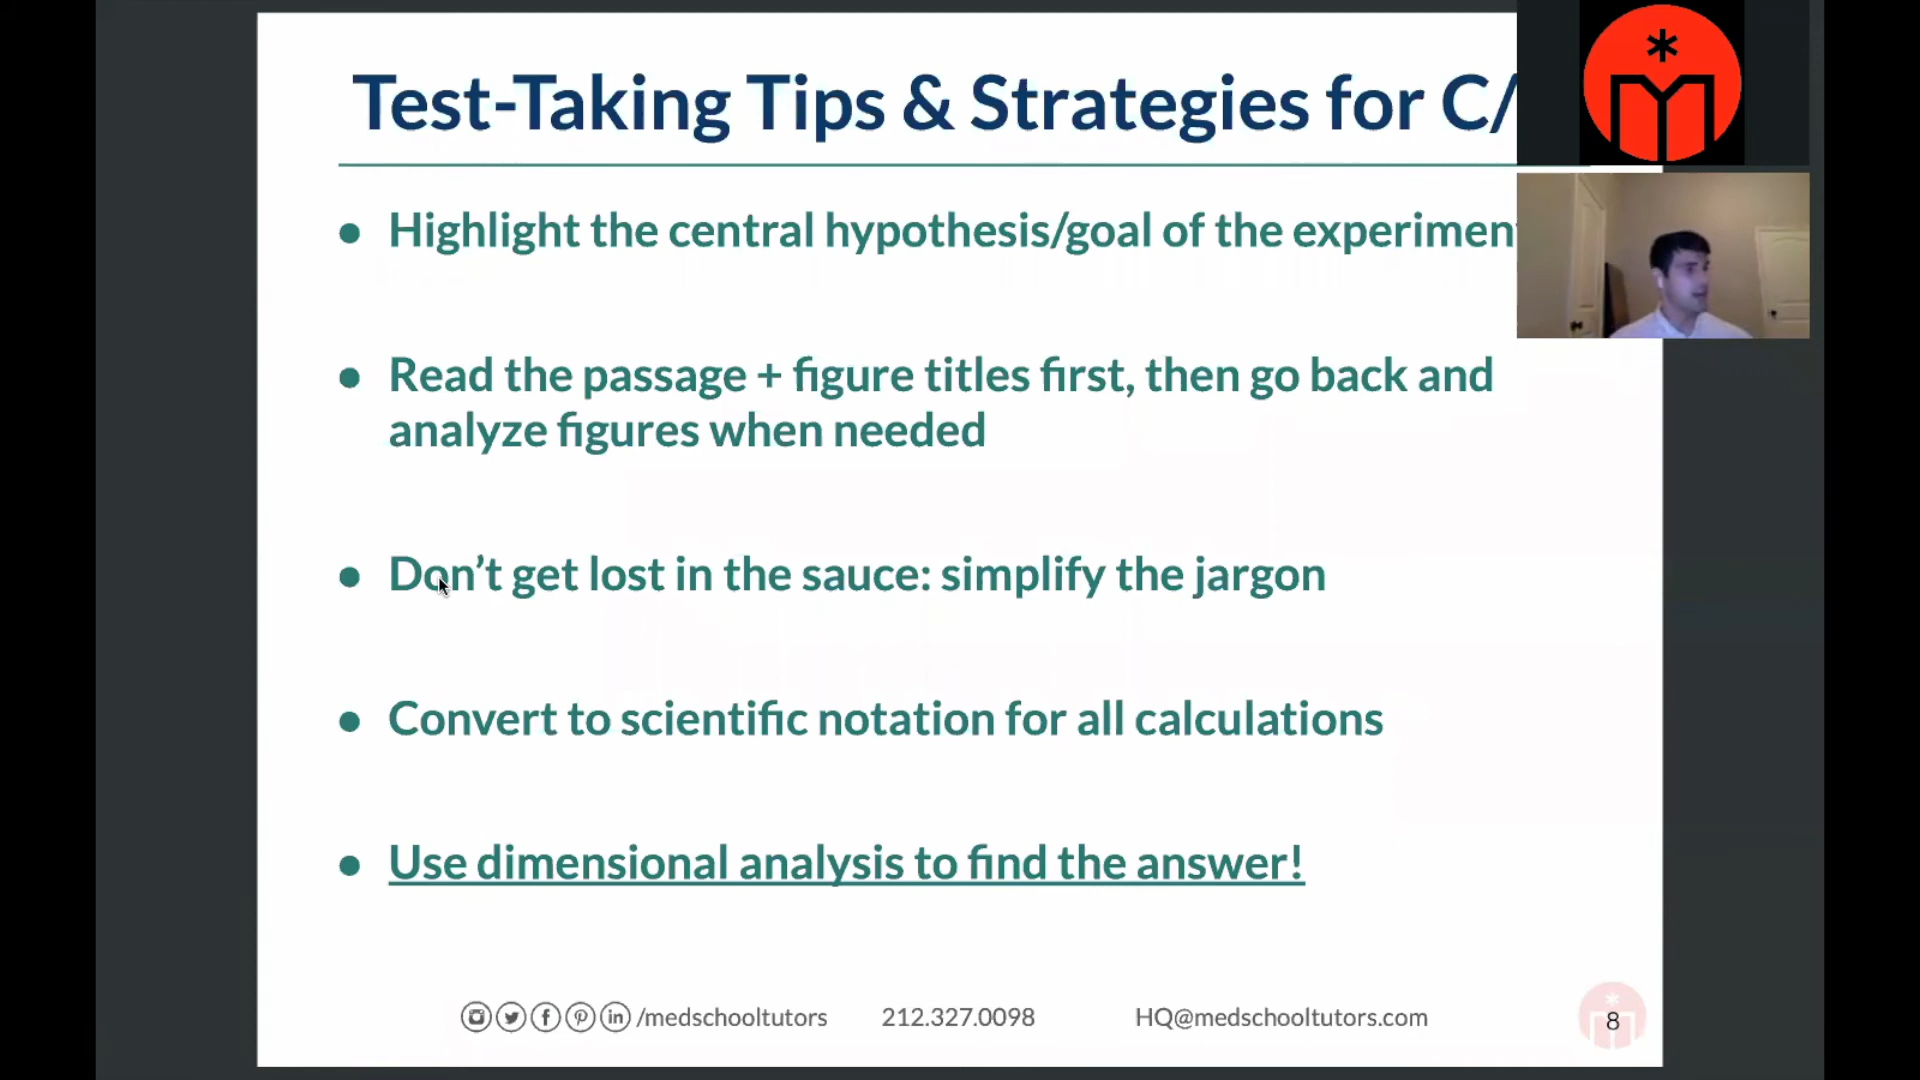 Test-Taking Tips & Strategies for C/
• Highlight the central hypothesis/goal of the experimen
• Read the passage + figure titles first, then go back and
analyze figures when needed
• Don’t get lost in the sauce: simplify the jargon
• Convert to scientific notation for all calculations
• Use dimensional analysis to find the answer!
/medschooltutors 212.327.0098 HQ@medschooltutors.com 8